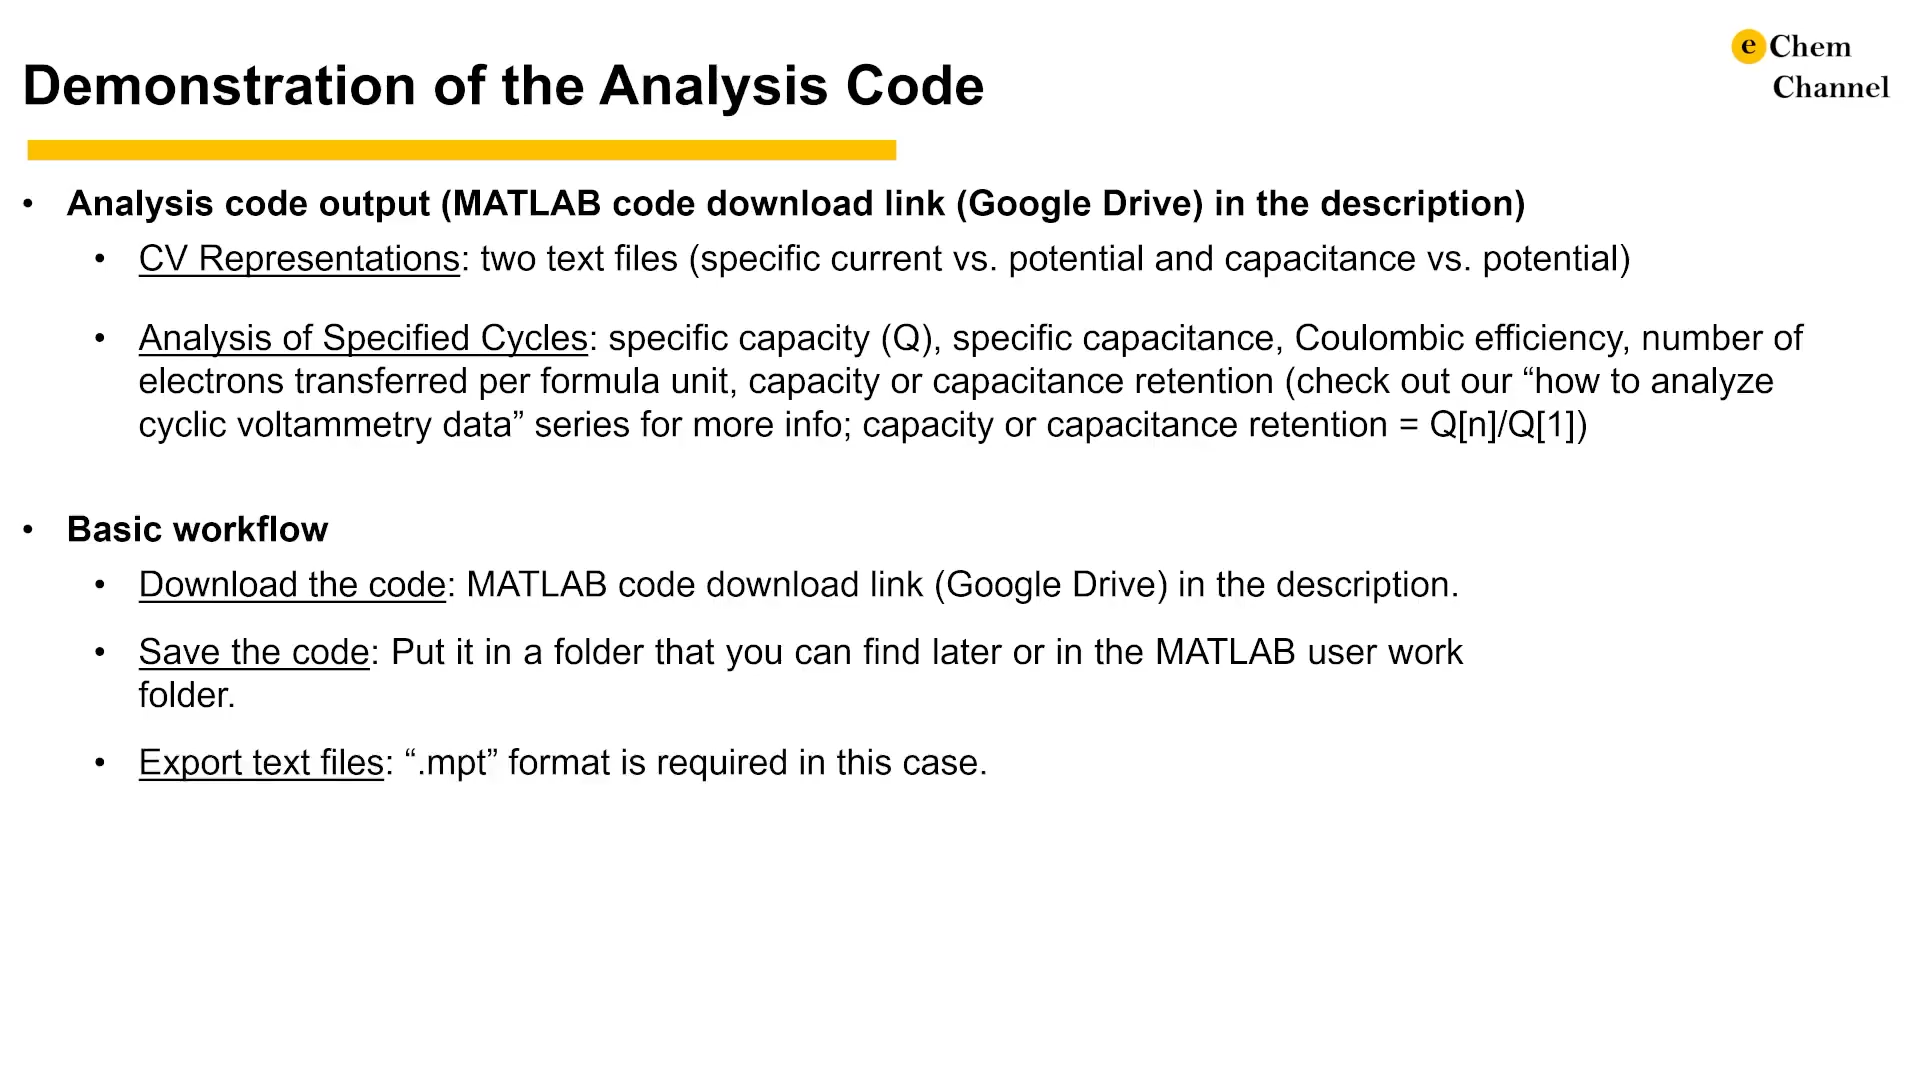 e Chem
Channel
Demonstration of the Analysis Code
• Analysis code output (MATLAB code download link (Google Drive) in the description)
• CV Representations: two text files (specific current vs. potential and capacitance vs. potential)
• Analysis of Specified Cycles: specific capacity (Q), specific capacitance, Coulombic efficiency, number of
electrons transferred per formula unit, capacity or capacitance retention (check out our “how to analyze
cyclic voltammetry data” series for more info; capacity or capacitance retention = Q[n]/Q[1])
• Basic workflow
• Download the code: MATLAB code download link (Google Drive) in the description.
• Save the code: Put it in a folder that you can find later or in the MATLAB user work
folder.
• Export text files: “.mpt” format is required in this case.